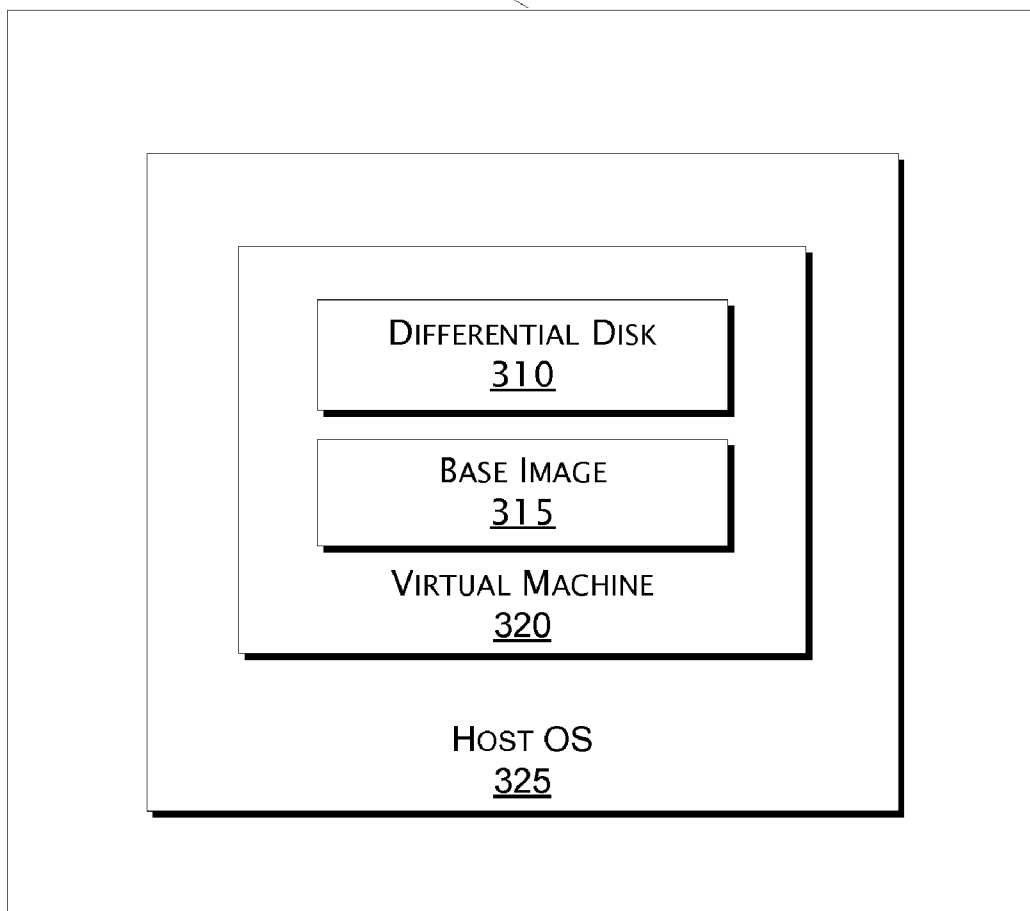 DIFFERENTIAL DISK
310
BASE IMAGE
315
VIRTUAL MACHINE
320
HOST OS
325